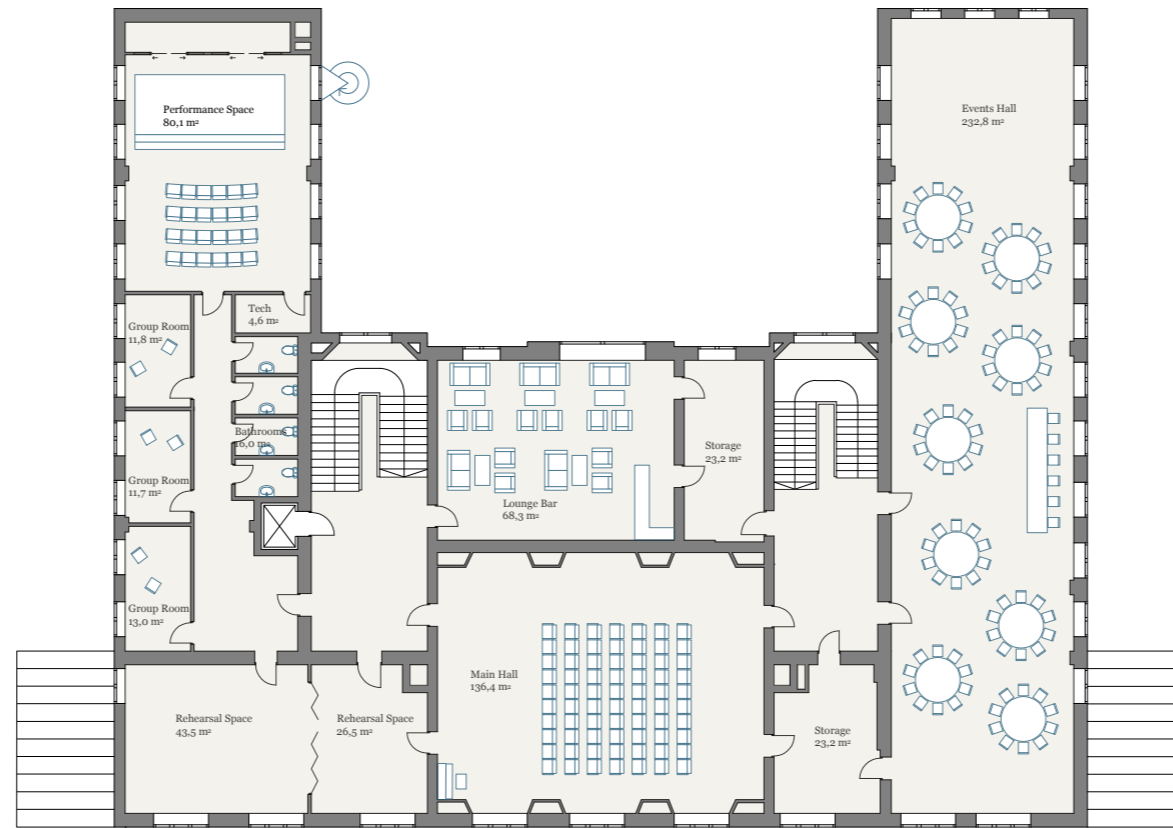 Performance Space
80,1 m²
Events Hall
232,8 m²
Tech
4,6 m²
Group Room
11,8 m²
Bathrooms
16,0 m²
Storage
23,2 m²
Group Room
11,7 m²
Lounge Bar
68,3 m²
Group Room
13,0 m²
Main Hall
136,4 m²
Rehearsal Space
43,5 m²
Rehearsal Space
26,5 m²
Storage
23,2 m²